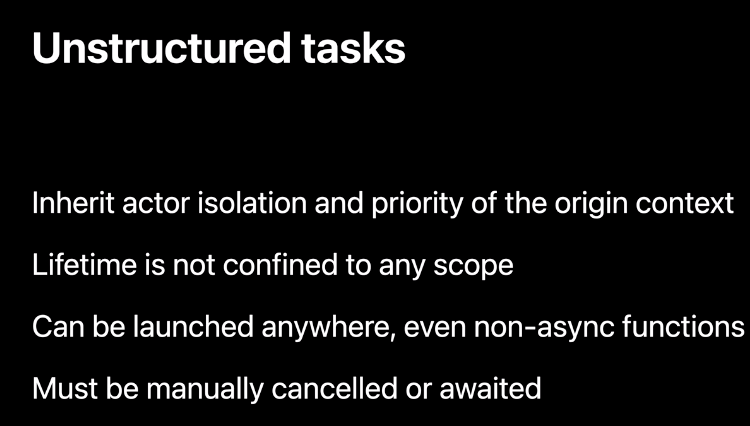 Unstructured tasks
Inherit actor isolation and priority of the origin context
Lifetime is not confined to any scope
Can be launched anywhere, even non-async functions
Must be manually cancelled or awaited